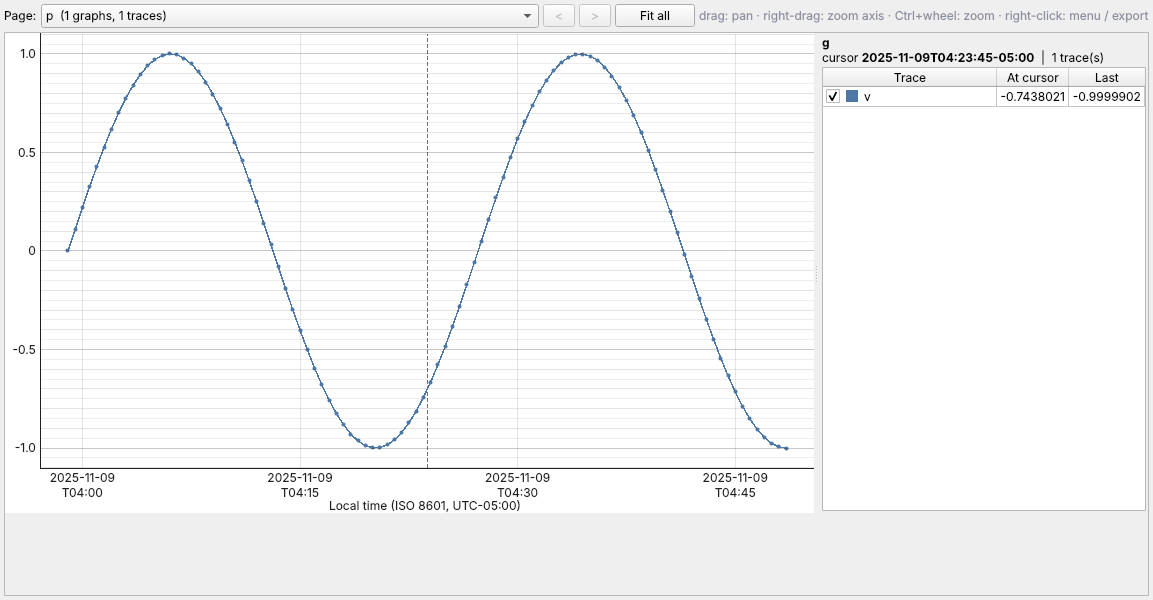 Page: p (1 graphs, 1 traces) < > Fit all drag: pan · right-drag: zoom axis · Ctrl+wheel: zoom · right-click: menu / export
g
cursor 2025-11-09T04:23:45-05:00 | 1 trace(s)
Trace At cursor Last
v -0.7438021 -0.9999902
1.0
0.5
0
-0.5
-1.0
2025-11-09 2025-11-09 2025-11-09 2025-11-09
T04:00 T04:15 T04:30 T04:45
Local time (ISO 8601, UTC-05:00)